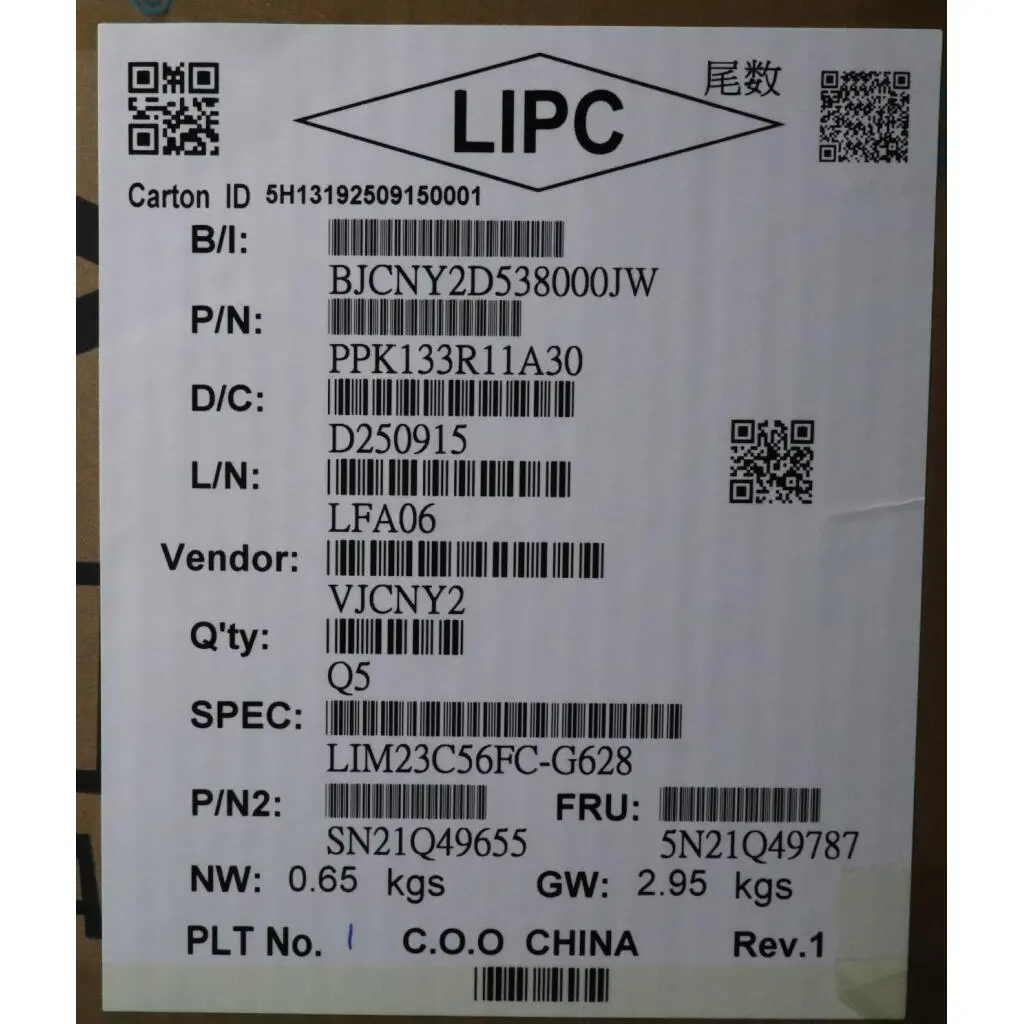 LIPC
尾数
Carton ID 5H13192509150001
B/I:
BJCNY2D538000JW
P/N:
PPK133R11A30
D/C:
D250915
L/N:
LFA06
Vendor:
VJCNY2
Q'ty:
Q5
SPEC:
LIM23C56FC-G628
P/N2: FRU:
SN21Q49655 5N21Q49787
NW: 0.65 kgs GW: 2.95 kgs
PLT No. 1 C.O.O CHINA Rev.1